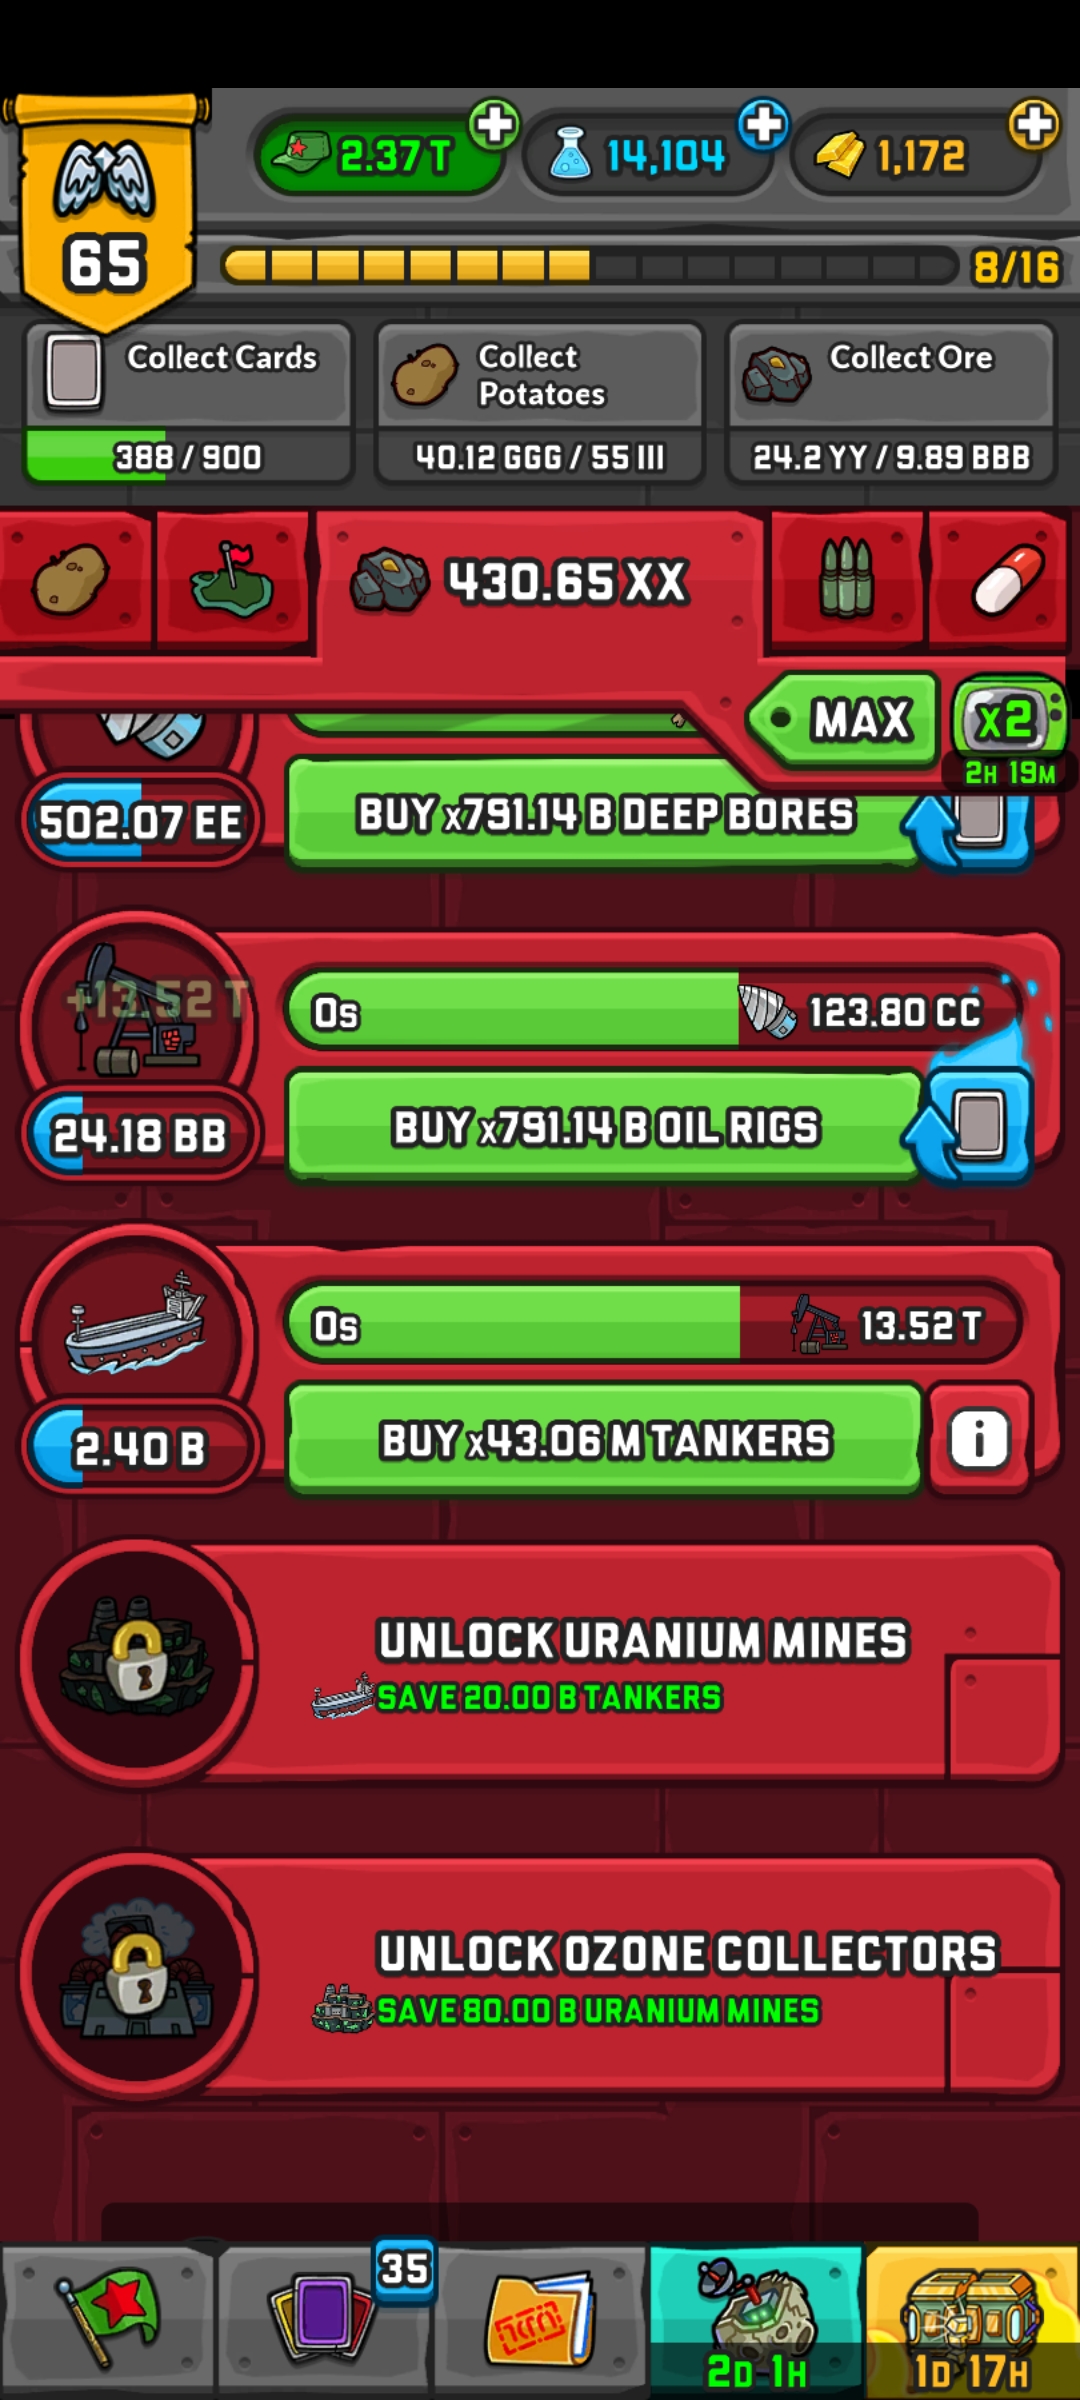 2.37 T
14,104
1,172
65
8/16
Collect Cards
388 / 900
Collect
Potatoes
40.12 GGG / 55 III
Collect Ore
24.2 YY / 9.89 BBB
430.65 XX
MAX
x2
2H 19M
502.07 EE
BUY x791.14 B DEEP BORES
+13.52 T
0s
123.80 CC
24.18 BB
BUY x791.14 B OIL RIGS
0s
13.52 T
2.40 B
BUY x43.06 M TANKERS
i
UNLOCK URANIUM MINES
SAVE 20.00 B TANKERS
UNLOCK OZONE COLLECTORS
SAVE 80.00 B URANIUM MINES
35
2D 1H
1D 17H